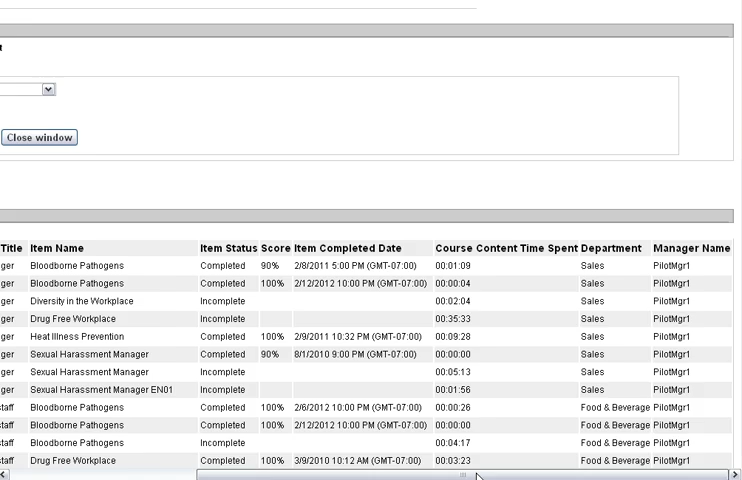 t
Close window
Title Item Name Item Status Score Item Completed Date Course Content Time Spent Department Manager Name
ger Bloodborne Pathogens Completed 90% 2/8/2011 5:00 PM (GMT-07:00) 00:01:09 Sales PilotMgr1
ger Bloodborne Pathogens Completed 100% 2/12/2012 10:00 PM (GMT-07:00) 00:00:04 Sales PilotMgr1
ger Diversity in the Workplace Incomplete 00:02:04 Sales PilotMgr1
ger Drug Free Workplace Incomplete 00:35:33 Sales PilotMgr1
ger Heat Illness Prevention Completed 100% 2/9/2011 10:32 PM (GMT-07:00) 00:09:28 Sales PilotMgr1
ger Sexual Harassment Manager Completed 90% 8/1/2010 9:00 PM (GMT-07:00) 00:00:00 Sales PilotMgr1
ger Sexual Harassment Manager Incomplete 00:05:13 Sales PilotMgr1
ger Sexual Harassment Manager EN01 Incomplete 00:01:56 Sales PilotMgr1
staff Bloodborne Pathogens Completed 100% 2/6/2012 10:00 PM (GMT-07:00) 00:00:26 Food & Beverage PilotMgr1
staff Bloodborne Pathogens Completed 100% 2/12/2012 10:00 PM (GMT-07:00) 00:00:00 Food & Beverage PilotMgr1
staff Bloodborne Pathogens Incomplete 00:04:17 Food & Beverage PilotMgr1
staff Drug Free Workplace Completed 100% 3/9/2010 10:12 AM (GMT-07:00) 00:03:23 Food & Beverage PilotMgr1